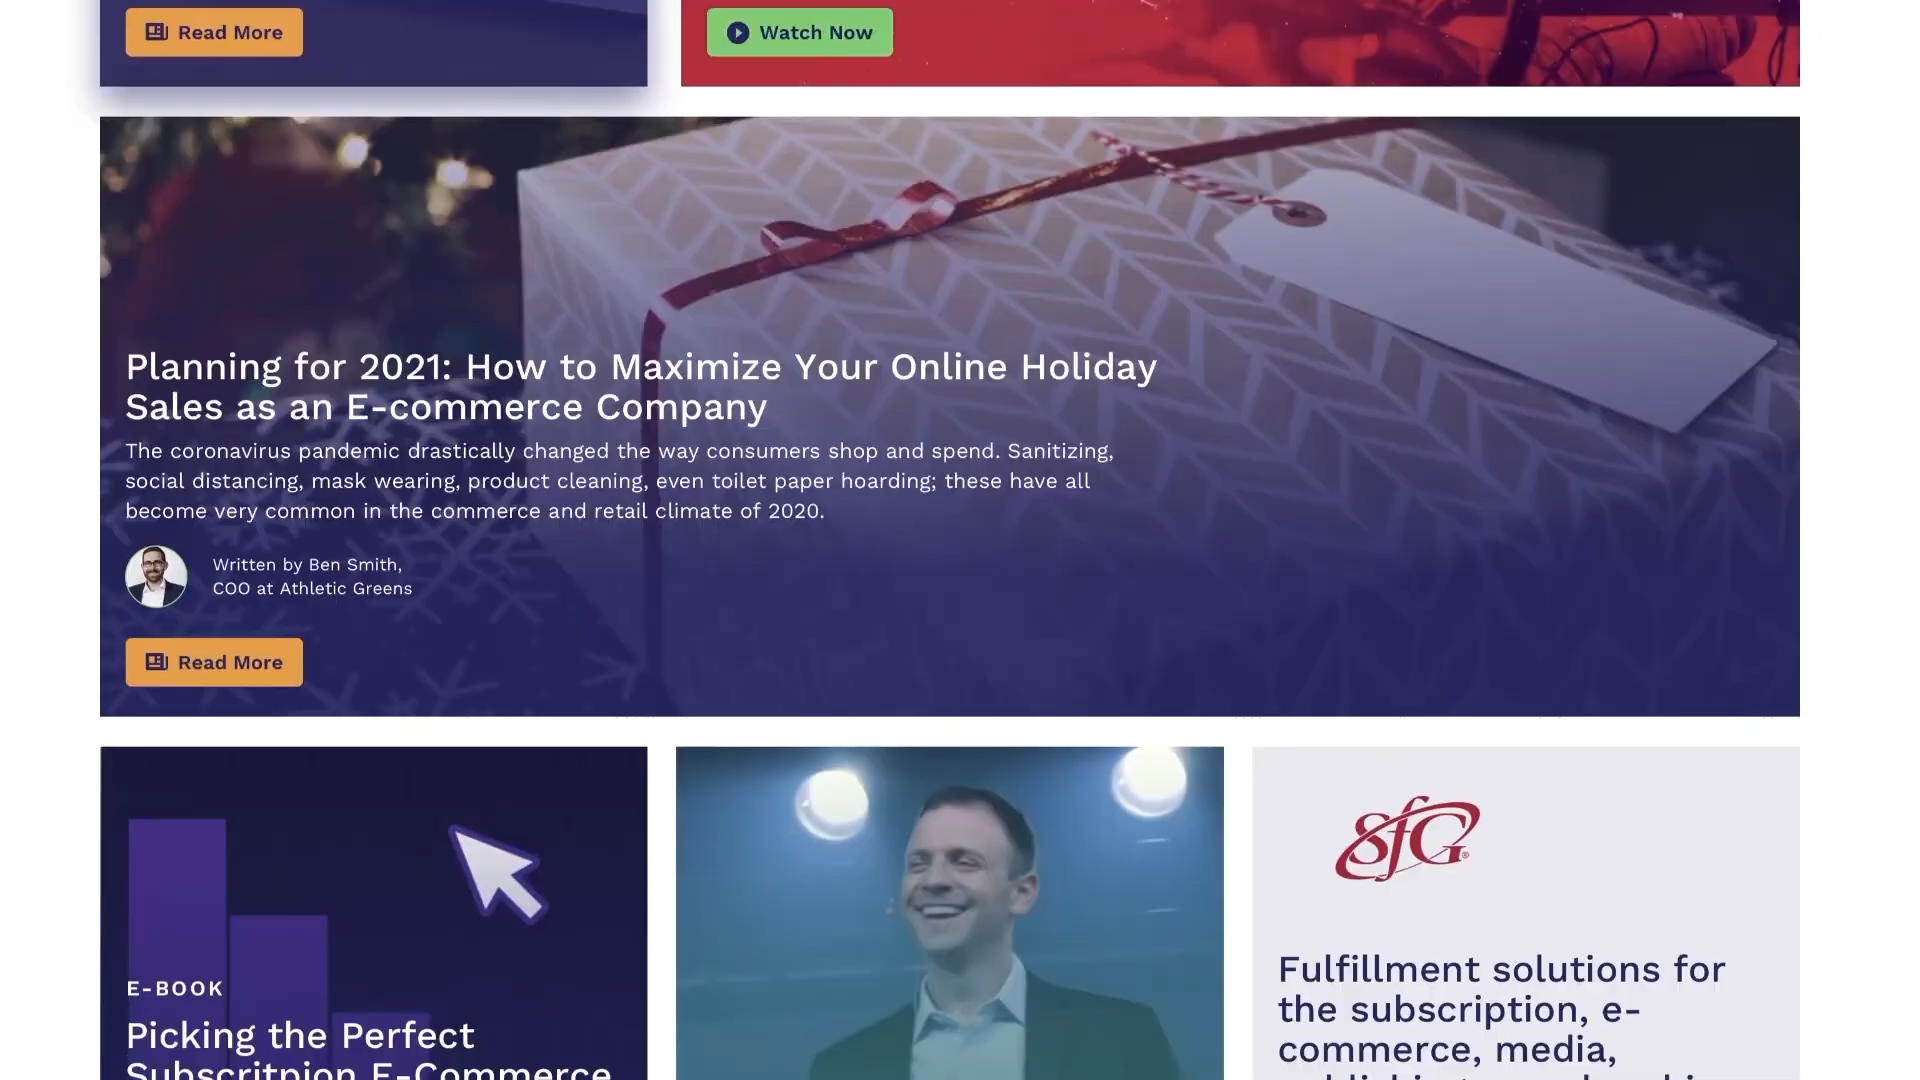 Read More
Watch Now
Planning for 2021: How to Maximize Your Online Holiday
Sales as an E-commerce Company
The coronavirus pandemic drastically changed the way consumers shop and spend. Sanitizing,
social distancing, mask wearing, product cleaning, even toilet paper hoarding; these have all
become very common in the commerce and retail climate of 2020.
Written by Ben Smith,
COO at Athletic Greens
Read More
E-BOOK
Picking the Perfect
Subscritpion E-Commerce
SfG®
Fulfillment solutions for
the subscription, e-
commerce, media,